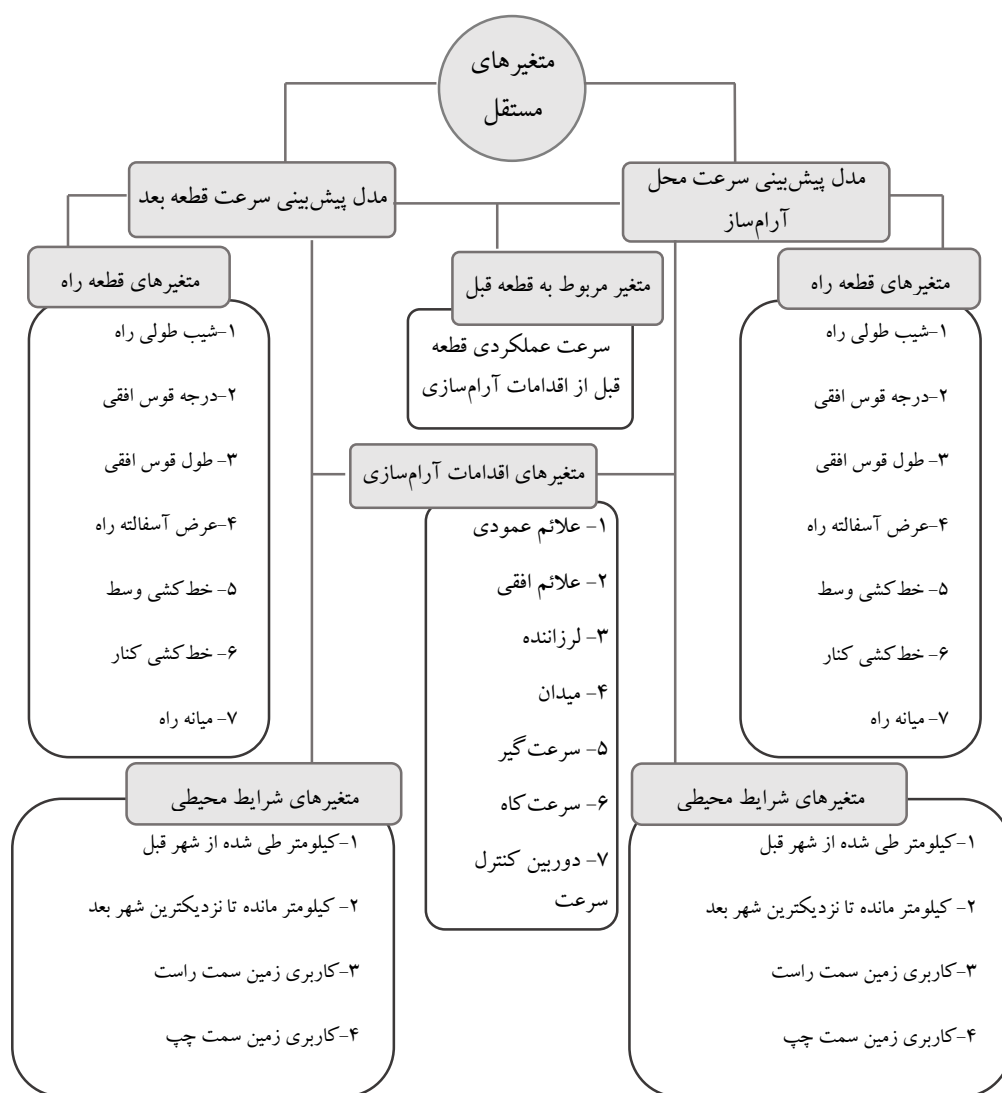 متغیرهای
مستقل
مدل پیش‌بینی سرعت محل
آرام‌ساز
مدل پیش‌بینی سرعت قطعه بعد
متغیرهای قطعه راه
۱-شیب طولی راه
۲-درجه قوس افقی
۳- طول قوس افقی
۴-عرض آسفالته راه
۵- خط‌کشی وسط
۶- خط‌کشی کنار
۷- میانه راه
متغیر مربوط به قطعه قبل
سرعت عملکردی قطعه
قبل از اقدامات آرام‌سازی
متغیرهای قطعه راه
۱-شیب طولی راه
۲-درجه قوس افقی
۳- طول قوس افقی
۴-عرض آسفالته راه
۵- خط‌کشی وسط
۶- خط‌کشی کنار
۷- میانه راه
متغیرهای اقدامات آرام‌سازی
۱- علائم عمودی
۲- علائم افقی
۳- لرزاننده
۴- میدان
۵- سرعت‌گیر
۶- سرعت‌کاه
۷- دوربین کنترل
سرعت
متغیرهای شرایط محیطی
۱-کیلومتر طی شده از شهر قبل
۲- کیلومتر مانده تا نزدیکترین شهر بعد
۳-کاربری زمین سمت راست
۴-کاربری زمین سمت چپ
متغیرهای شرایط محیطی
۱-کیلومتر طی شده از شهر قبل
۲- کیلومتر مانده تا نزدیکترین شهر بعد
۳-کاربری زمین سمت راست
۴-کاربری زمین سمت چپ